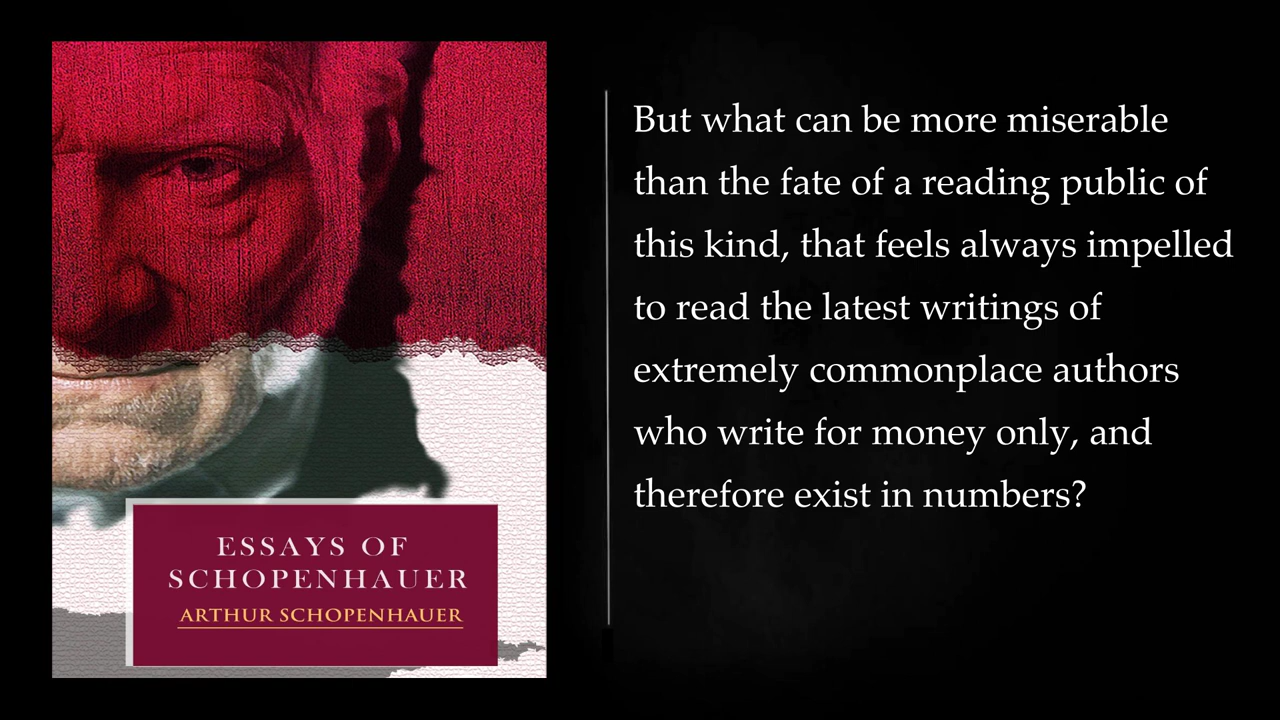 ESSAYS OF
SCHOPENHAUER
ARTHUR SCHOPENHAUER
But what can be more miserable
than the fate of a reading public of
this kind, that feels always impelled
to read the latest writings of
extremely commonplace authors
who write for money only, and
therefore exist in numbers?